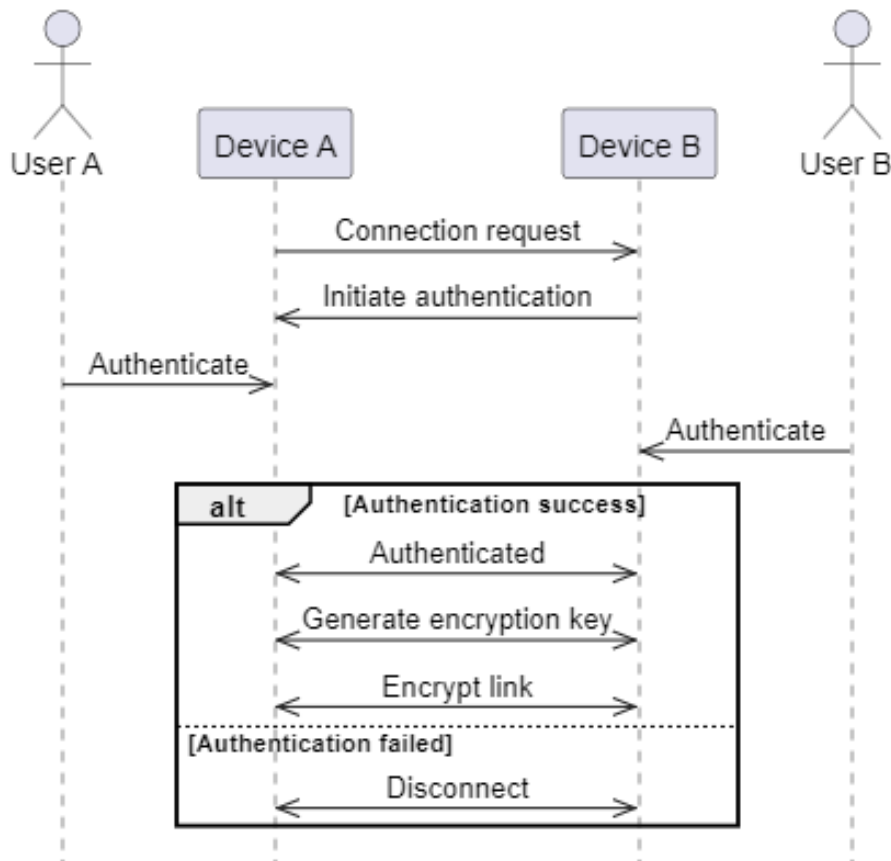 User A
Device A
Device B
User B
Connection request
Initiate authentication
Authenticate
Authenticate
alt
[Authentication success]
Authenticated
Generate encryption key
Encrypt link
[Authentication failed]
Disconnect